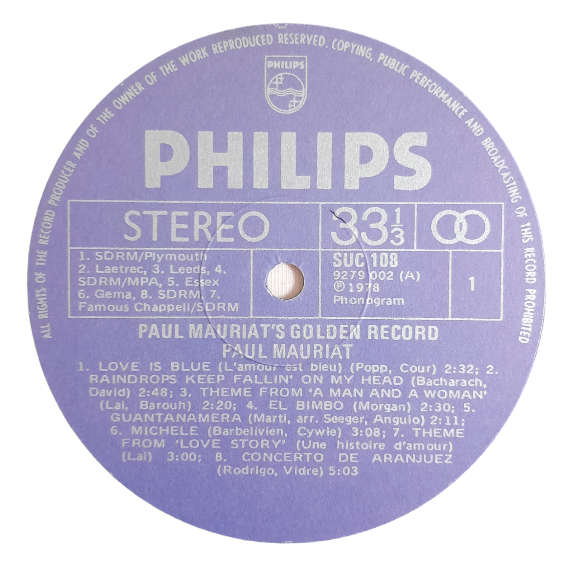 ALL RIGHTS OF THE RECORD PRODUCER AND OF THE OWNER OF THE WORK REPRODUCED RESERVED. COPYING, PUBLIC PERFORMANCE AND BROADCASTING OF THIS RECORD PROHIBITED
PHILIPS
PHILIPS
STEREO
33 1/3
1. SDRM/Plymouth
2. Laetrec, 3. Leeds, 4.
SDRM/MPA, 5. Essex
6. Gema, 8. SDRM, 7.
Famous Chappell/SDRM
SUC 108
9279 002 (A)
℗ 1978
Phonogram
1
PAUL MAURIAT'S GOLDEN RECORD
PAUL MAURIAT
1. LOVE IS BLUE (L'amour est bleu) (Popp, Cour) 2:32; 2.
RAINDROPS KEEP FALLIN' ON MY HEAD (Bacharach,
David) 2:48; 3. THEME FROM 'A MAN AND A WOMAN'
(Lai, Barouh) 2:20; 4. EL BIMBO (Morgan) 2:30; 5.
GUANTANAMERA (Marti, arr. Seeger, Angulo) 2:11;
6. MICHELE (Barbelivien, Cywie) 3:08; 7. THEME
FROM 'LOVE STORY' (Une histoire d'amour)
(Lai) 3:00; 8. CONCERTO DE ARANJUEZ
(Rodrigo, Vidre) 5:03